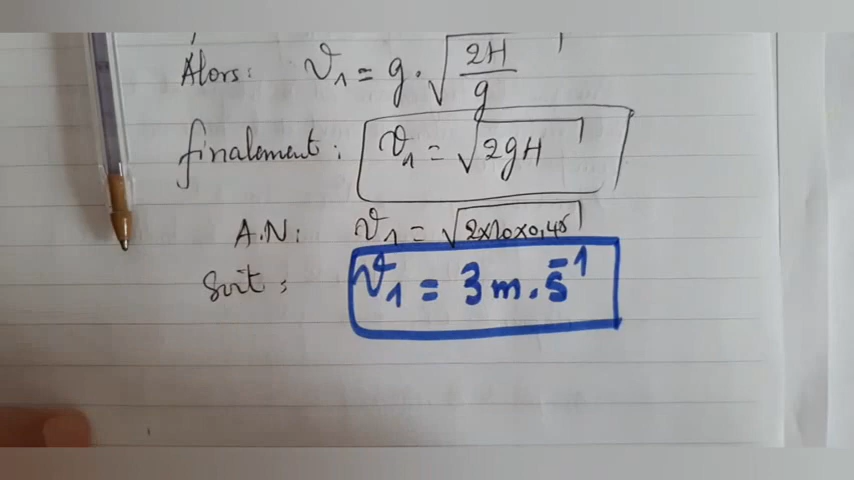 Alors: v₁ = g · √(2H/g)
finalement: v₁ = √(2gH)
A.N: v₁ = √(2×10×0,45)
Soit: v₁ = 3 m.s⁻¹